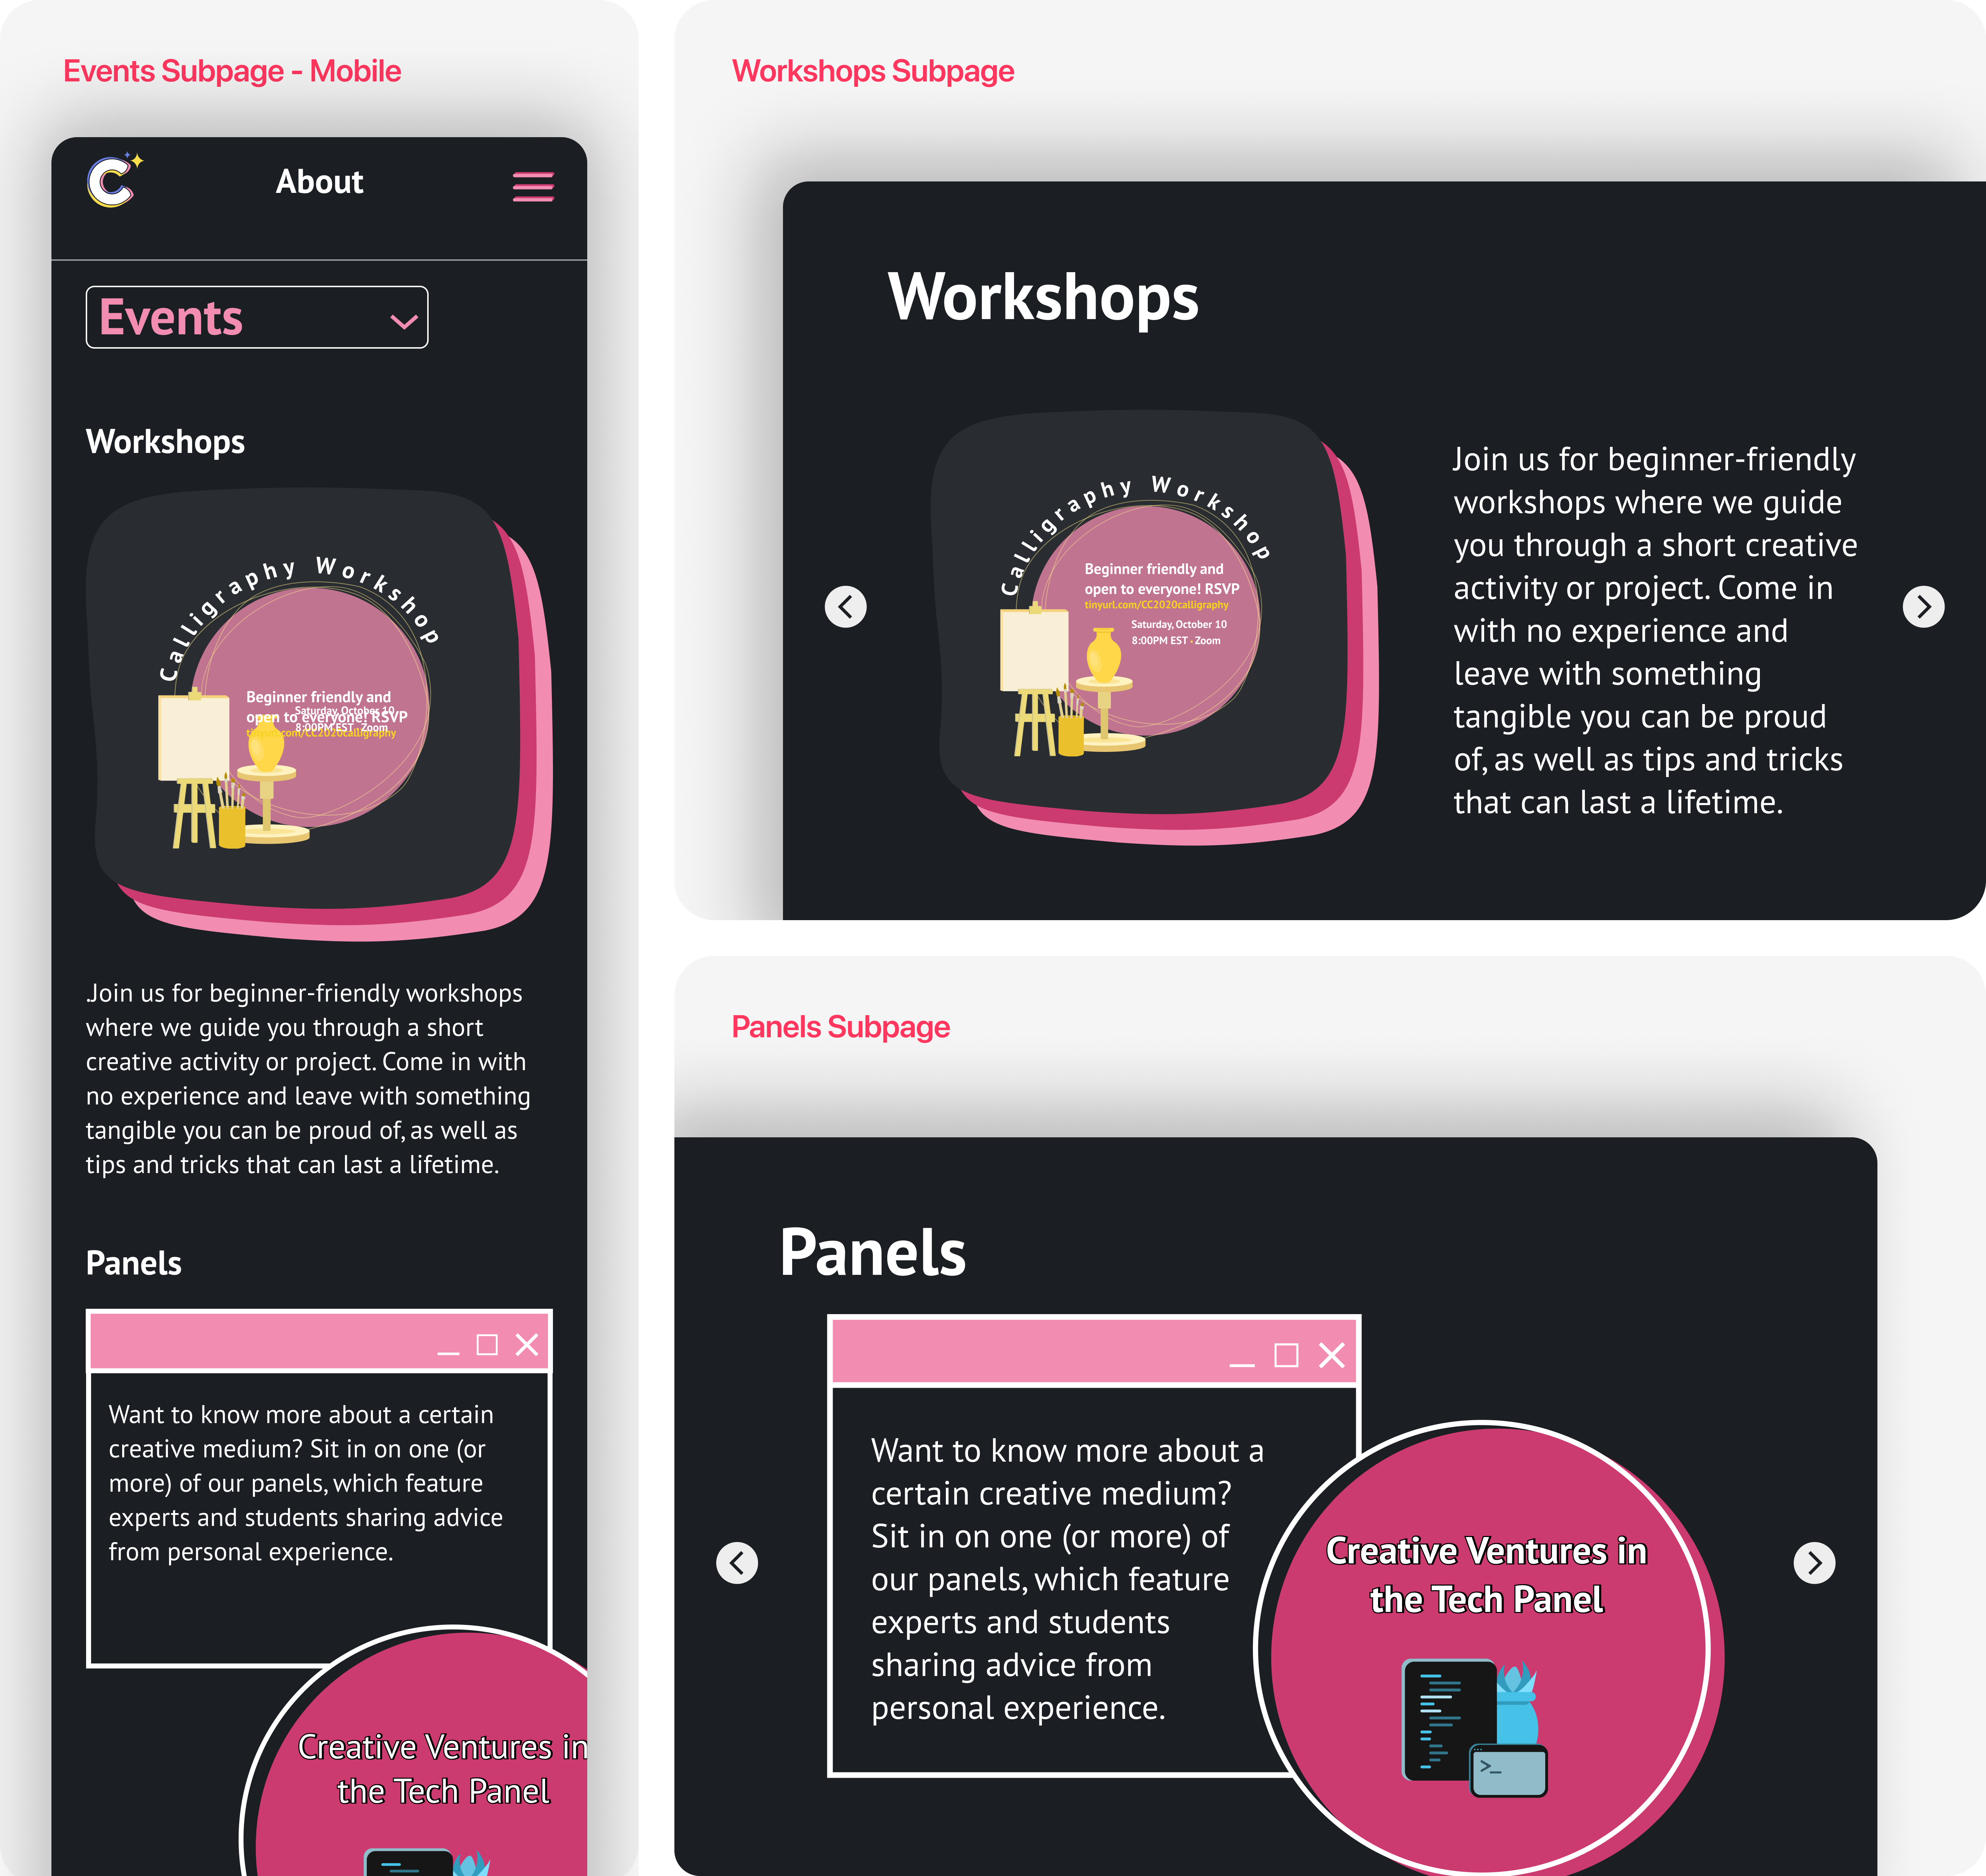 Events Subpage - Mobile
C
About
Events
Workshops
Calligraphy Workshop
Beginner friendly and
open to everyone! RSVP
tinyurl.com/CC2020calligraphy
Saturday, October 10
8:00PM EST · Zoom
.Join us for beginner-friendly workshops
where we guide you through a short
creative activity or project. Come in with
no experience and leave with something
tangible you can be proud of, as well as
tips and tricks that can last a lifetime.
Panels
Want to know more about a certain
creative medium? Sit in on one (or
more) of our panels, which feature
experts and students sharing advice
from personal experience.
Creative Ventures in
the Tech Panel
Workshops Subpage
Workshops
Calligraphy Workshop
Beginner friendly and
open to everyone! RSVP
tinyurl.com/CC2020calligraphy
Saturday, October 10
8:00PM EST · Zoom
Join us for beginner-friendly
workshops where we guide
you through a short creative
activity or project. Come in
with no experience and
leave with something
tangible you can be proud
of, as well as tips and tricks
that can last a lifetime.
Panels Subpage
Panels
Want to know more about a
certain creative medium?
Sit in on one (or more) of
our panels, which feature
experts and students
sharing advice from
personal experience.
Creative Ventures in
the Tech Panel
>_